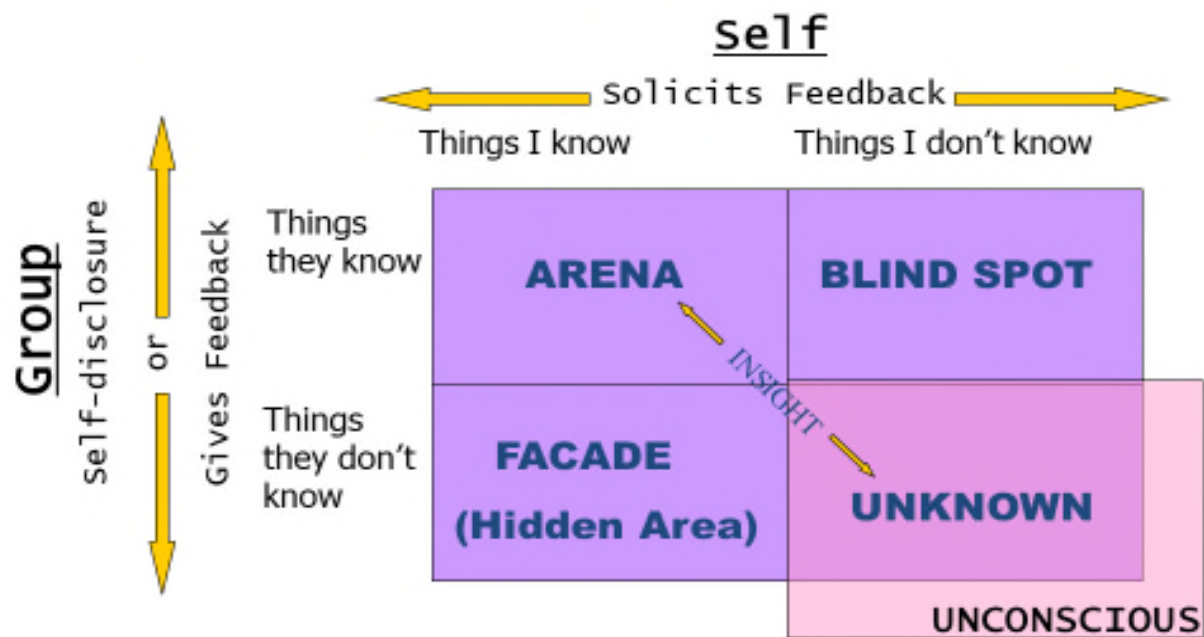 Self
Solicits Feedback
Things I know
Things I don't know
Group
Self-disclosure
or
Gives Feedback
Things
they know
ARENA
BLIND SPOT
INSIGHT
Things
they don't
know
FACADE
(Hidden Area)
UNKNOWN
UNCONSCIOUS